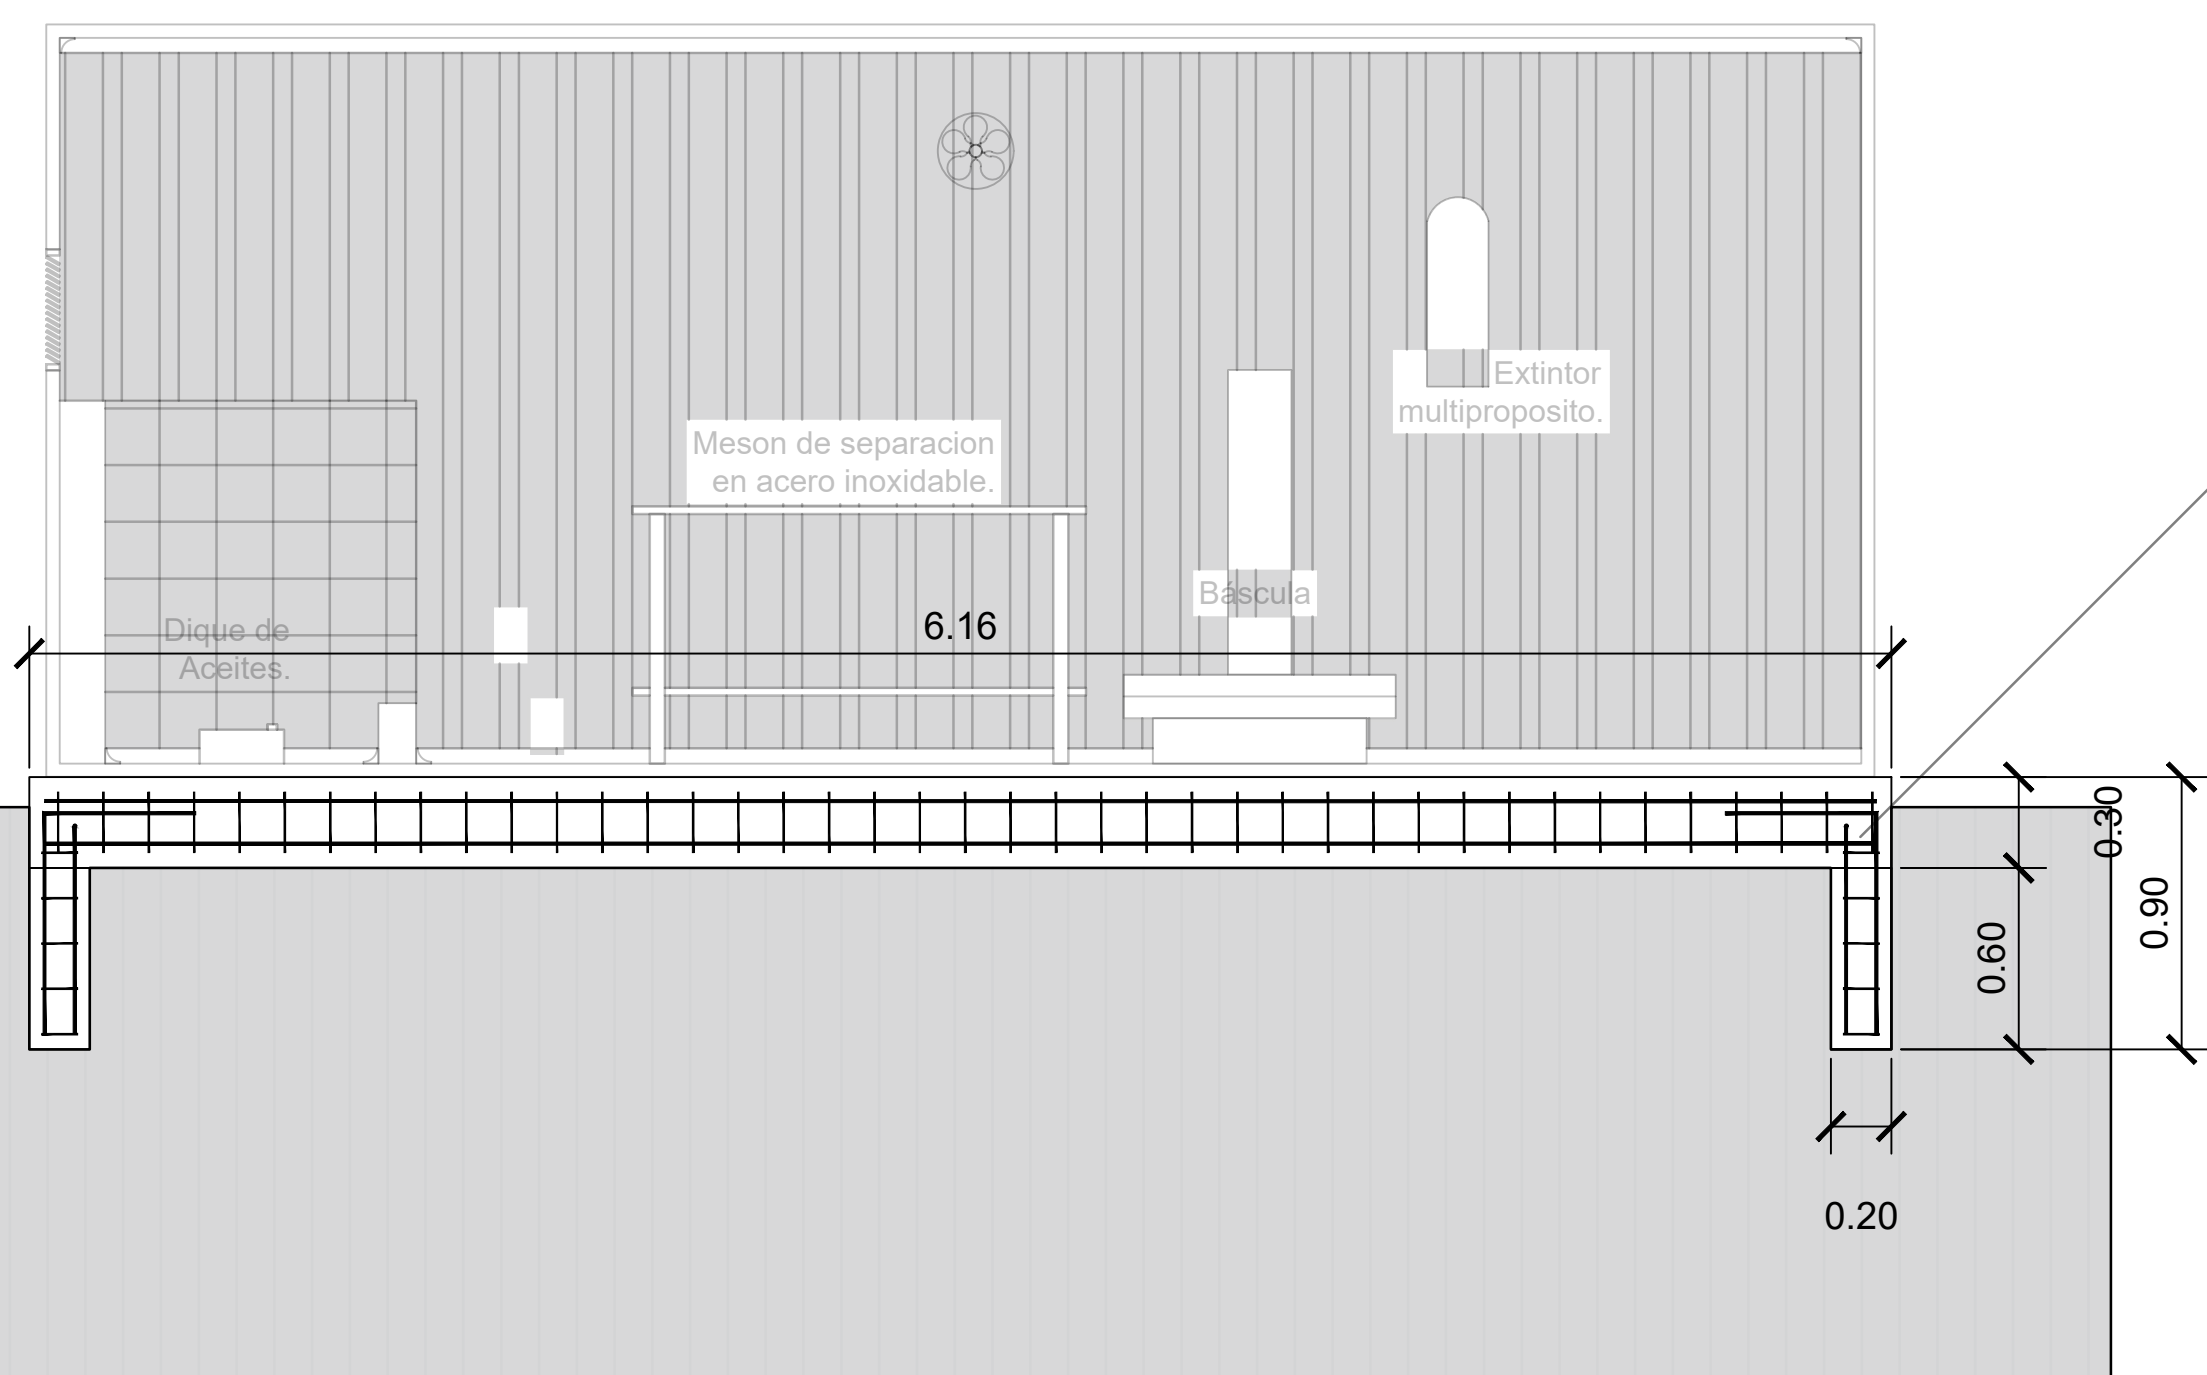 Extintor
multiproposito.
Meson de separacion
en acero inoxidable.
Báscula
Dique de
Aceites.
6.16
0.30
0.90
0.60
0.20